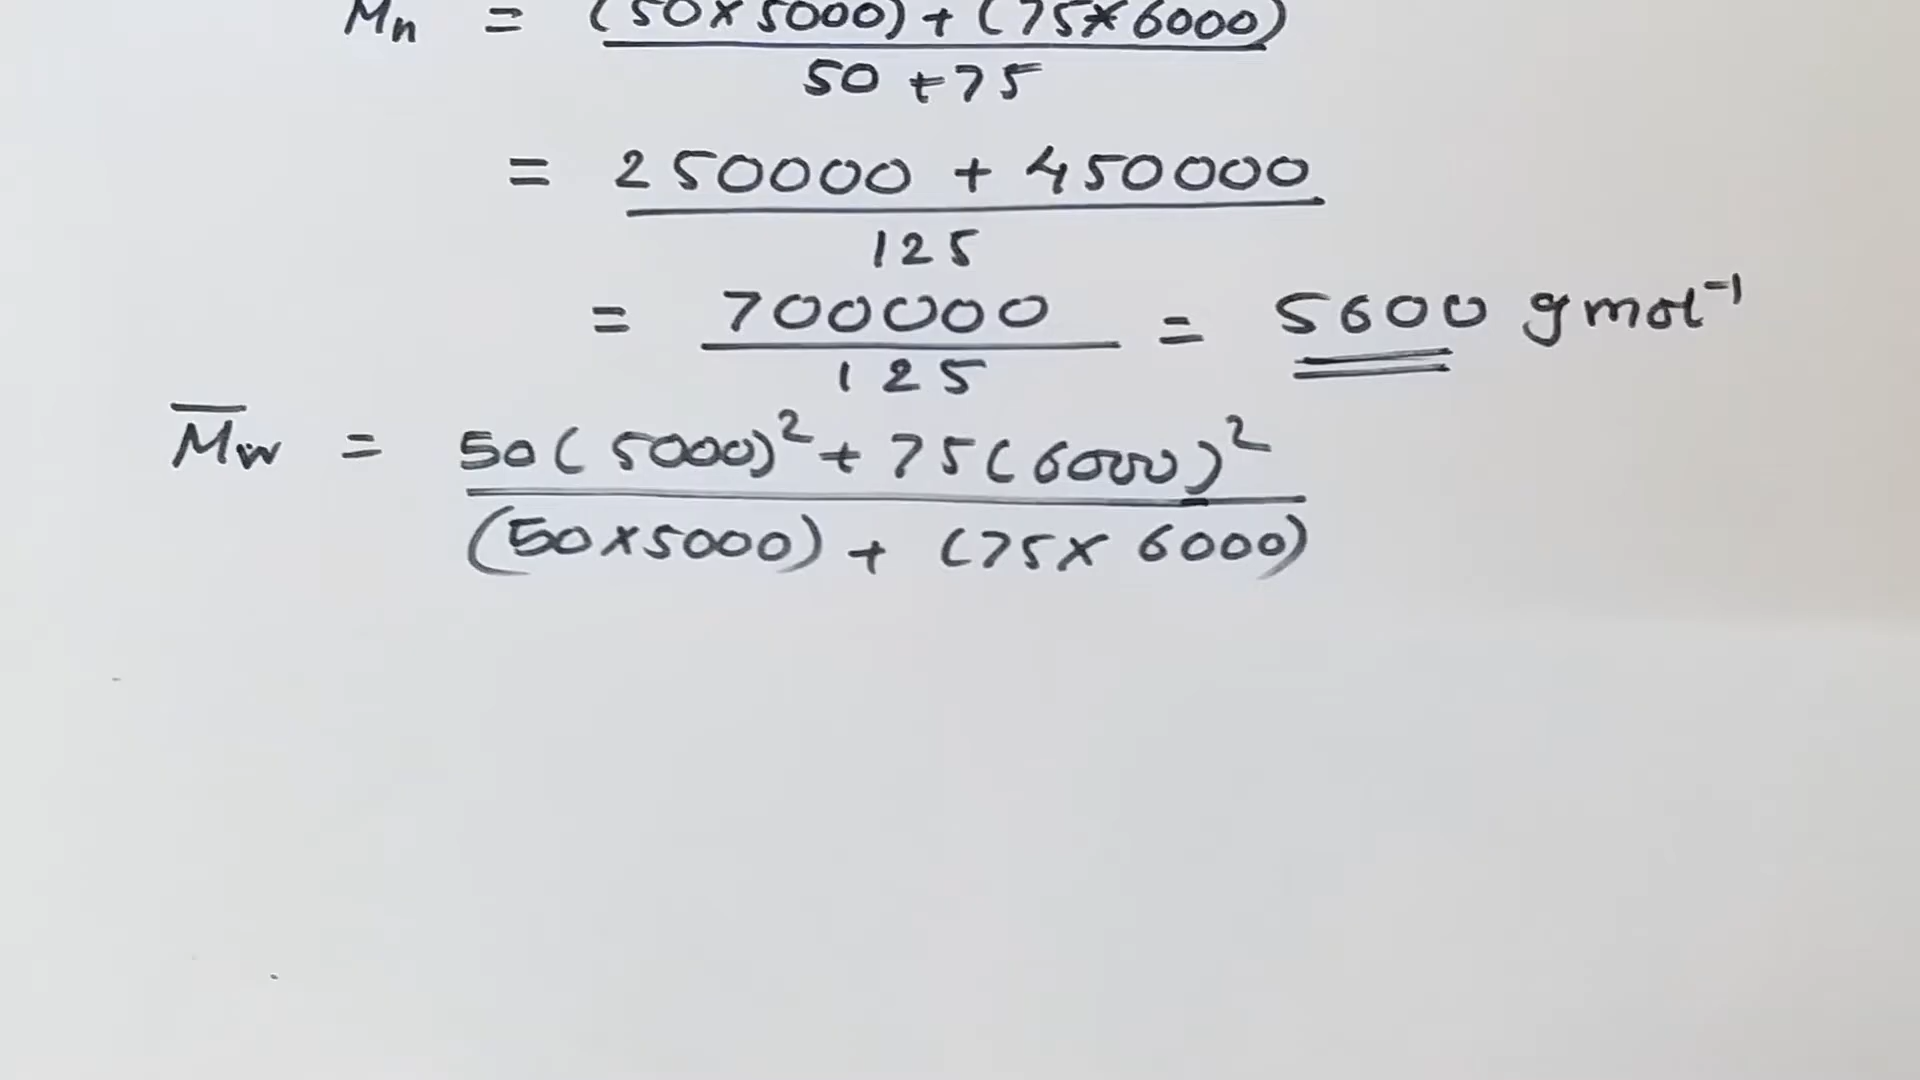 Mn = (50×5000)+(75×6000)
50+75
= 250000 + 450000
125
= 700000 = 5600 g mol⁻¹
125
M̅w = 50(5000)² + 75(6000)²
(50×5000) + (75× 6000)